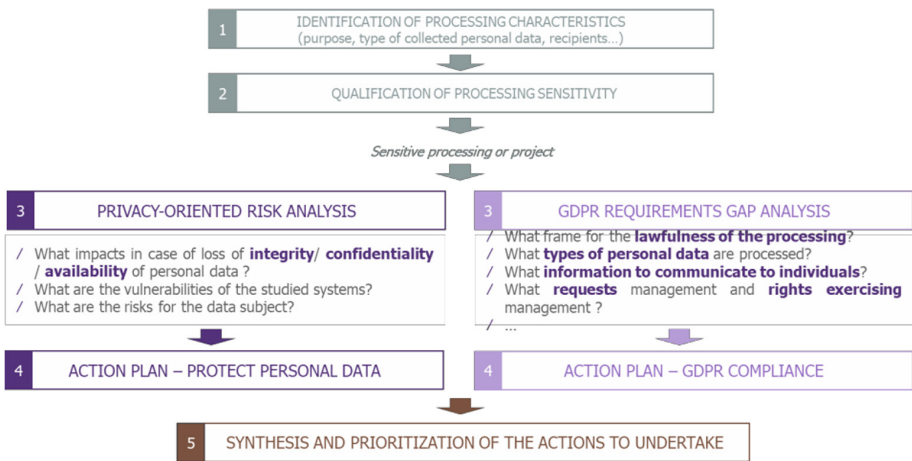 1
IDENTIFICATION OF PROCESSING CHARACTERISTICS
(purpose, type of collected personal data, recipients...)
2
QUALIFICATION OF PROCESSING SENSITIVITY
Sensitive processing or project
3
PRIVACY-ORIENTED RISK ANALYSIS
/ What impacts in case of loss of integrity/ confidentiality
/ availability of personal data ?
/ What are the vulnerabilities of the studied systems?
/ What are the risks for the data subject?
3
GDPR REQUIREMENTS GAP ANALYSIS
/ What frame for the lawfulness of the processing?
/ What types of personal data are processed?
/ What information to communicate to individuals?
/ What requests management and rights exercising
management ?
/ ...
4
ACTION PLAN – PROTECT PERSONAL DATA
4
ACTION PLAN – GDPR COMPLIANCE
5
SYNTHESIS AND PRIORITIZATION OF THE ACTIONS TO UNDERTAKE